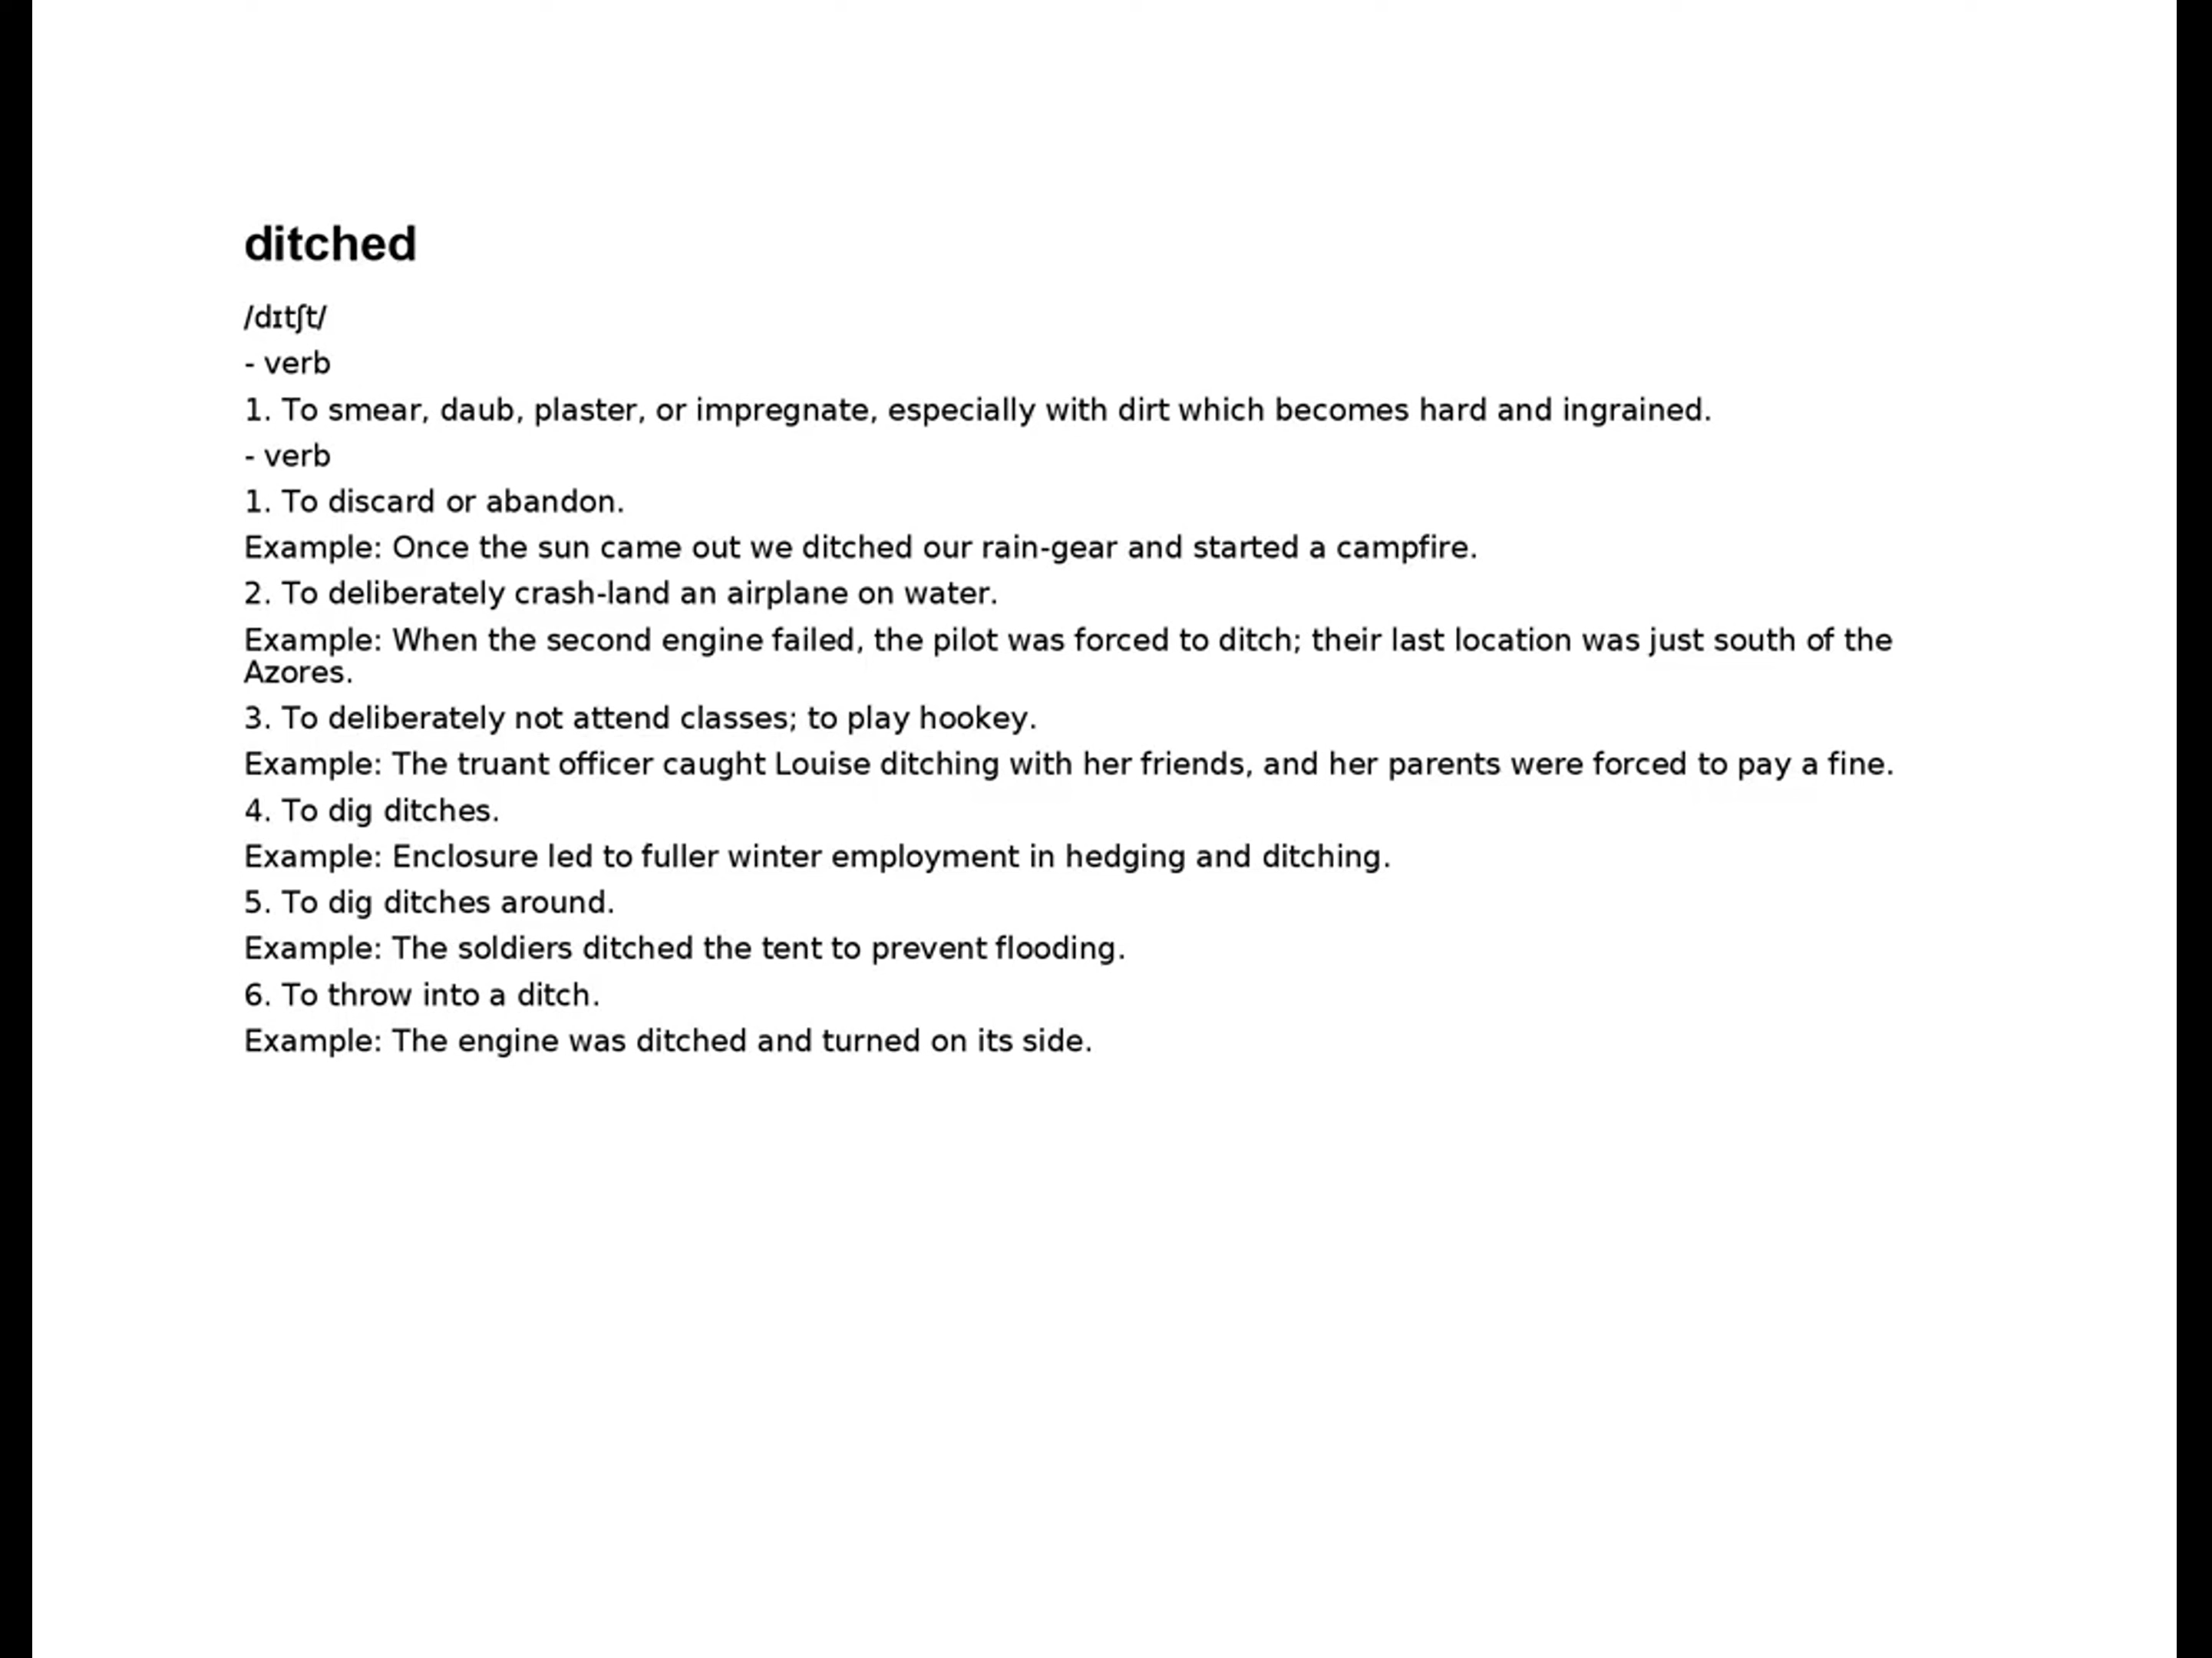 ditched
/dɪtʃt/
- verb
1. To smear, daub, plaster, or impregnate, especially with dirt which becomes hard and ingrained.
- verb
1. To discard or abandon.
Example: Once the sun came out we ditched our rain-gear and started a campfire.
2. To deliberately crash-land an airplane on water.
Example: When the second engine failed, the pilot was forced to ditch; their last location was just south of the
Azores.
3. To deliberately not attend classes; to play hookey.
Example: The truant officer caught Louise ditching with her friends, and her parents were forced to pay a fine.
4. To dig ditches.
Example: Enclosure led to fuller winter employment in hedging and ditching.
5. To dig ditches around.
Example: The soldiers ditched the tent to prevent flooding.
6. To throw into a ditch.
Example: The engine was ditched and turned on its side.